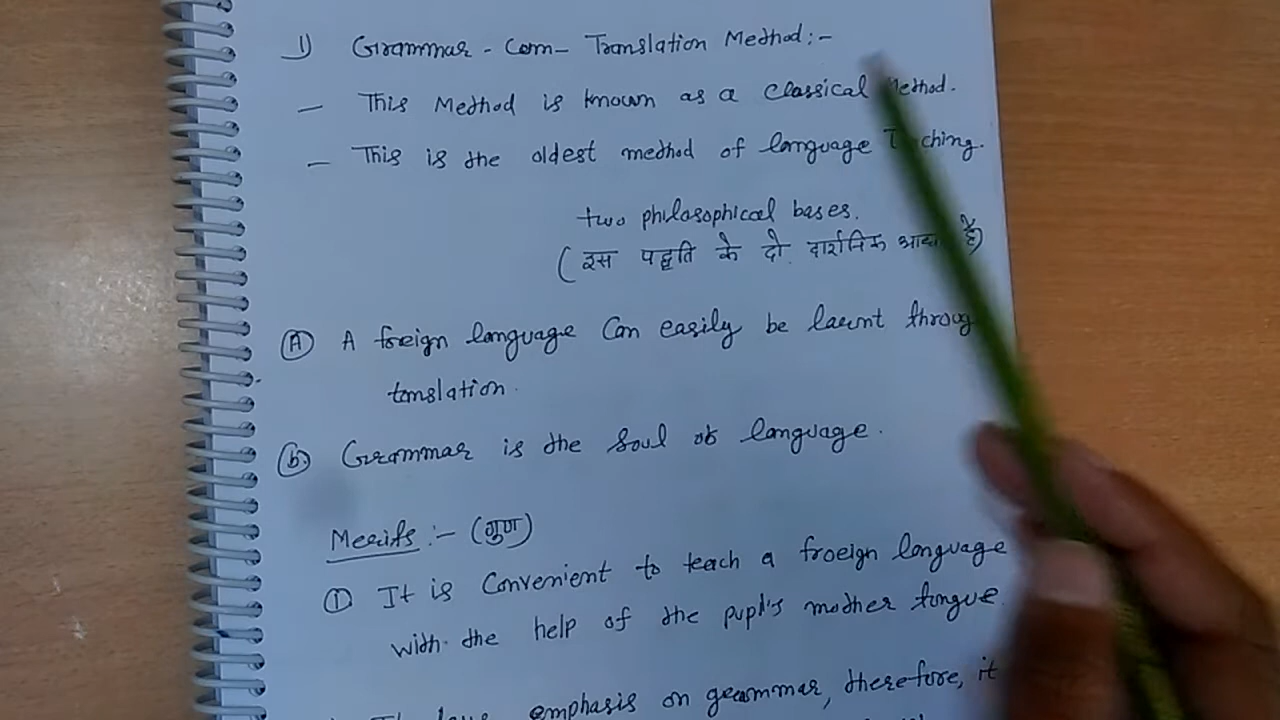 1) Grammar - Com - Translation Method :-
- This Method is known as a classical Method.
- This is the oldest method of language
two philosophical bases.
( इस पद्धति के दो दार्शनिक
(A) A foreign language Can easily be learnt
tanslation.
(b) Grammar is the Soul of language.
Merits :- (गुण)
(1) It is Convenient to teach a froeign language
with the help of the pupil's mother tongue
emphasis on grammar, therefore, it